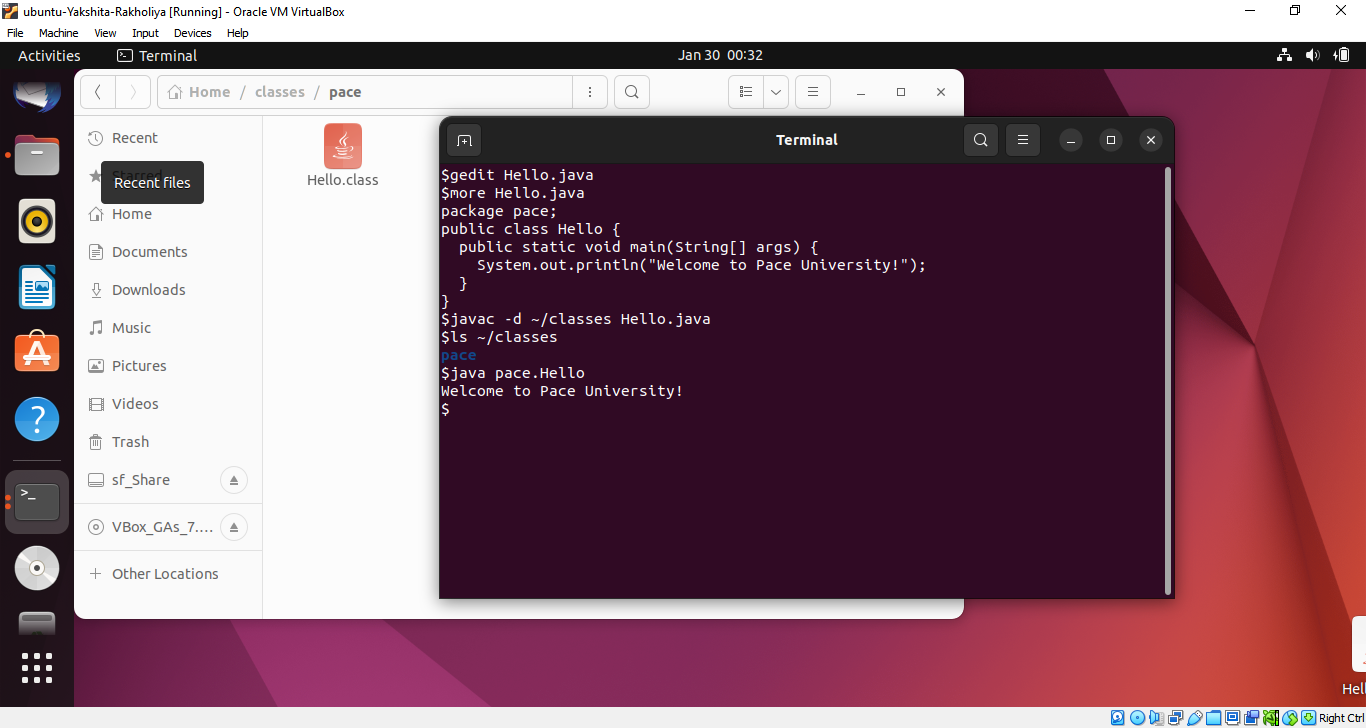 ubuntu-Yakshita-Rakholiya [Running] - Oracle VM VirtualBox
File Machine View Input Devices Help
Activities Terminal Jan 30 00:32
Home / classes / pace
Recent
Recent files
Home
Documents
Downloads
Music
Pictures
Videos
Trash
sf_Share
VBox_GAs_7....
+ Other Locations
Hello.class
Terminal
$gedit Hello.java
$more Hello.java
package pace;
public class Hello {
  public static void main(String[] args) {
    System.out.println("Welcome to Pace University!");
  }
}
$javac -d ~/classes Hello.java
$ls ~/classes
pace
$java pace.Hello
Welcome to Pace University!
$
Right Ctrl